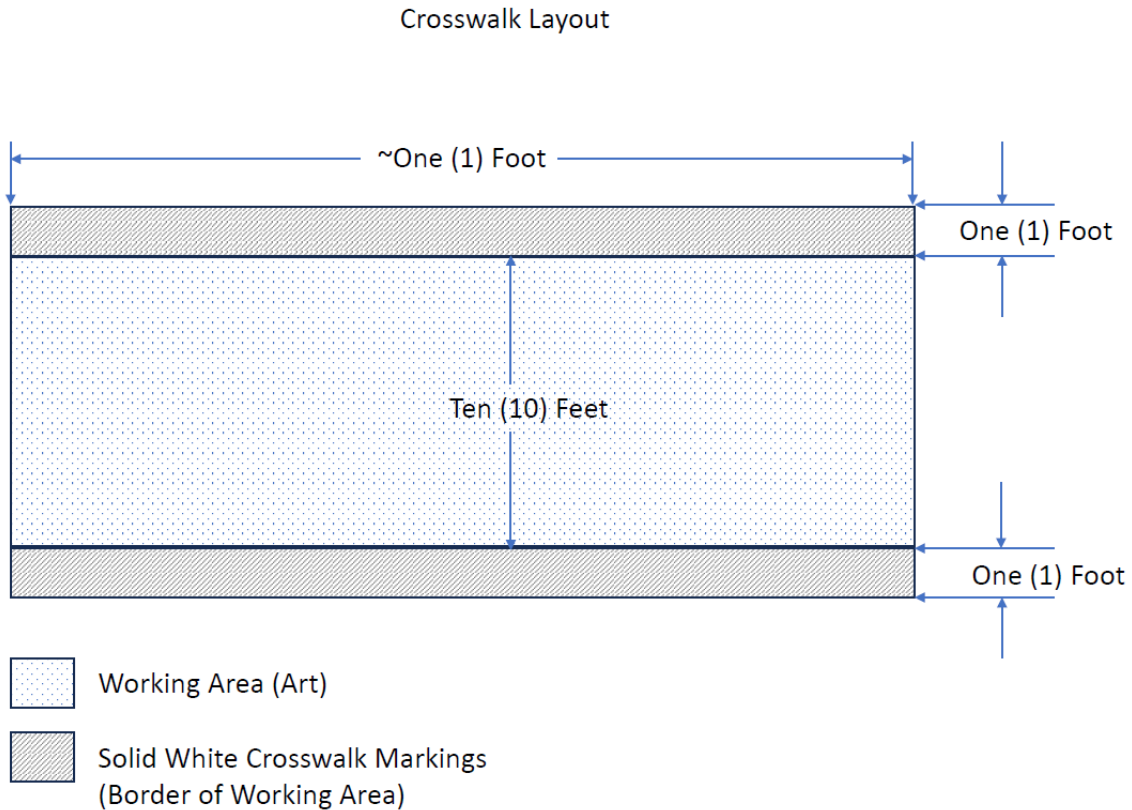 Crosswalk Layout
~One (1) Foot
One (1) Foot
Ten (10) Feet
One (1) Foot
Working Area (Art)
Solid White Crosswalk Markings
(Border of Working Area)